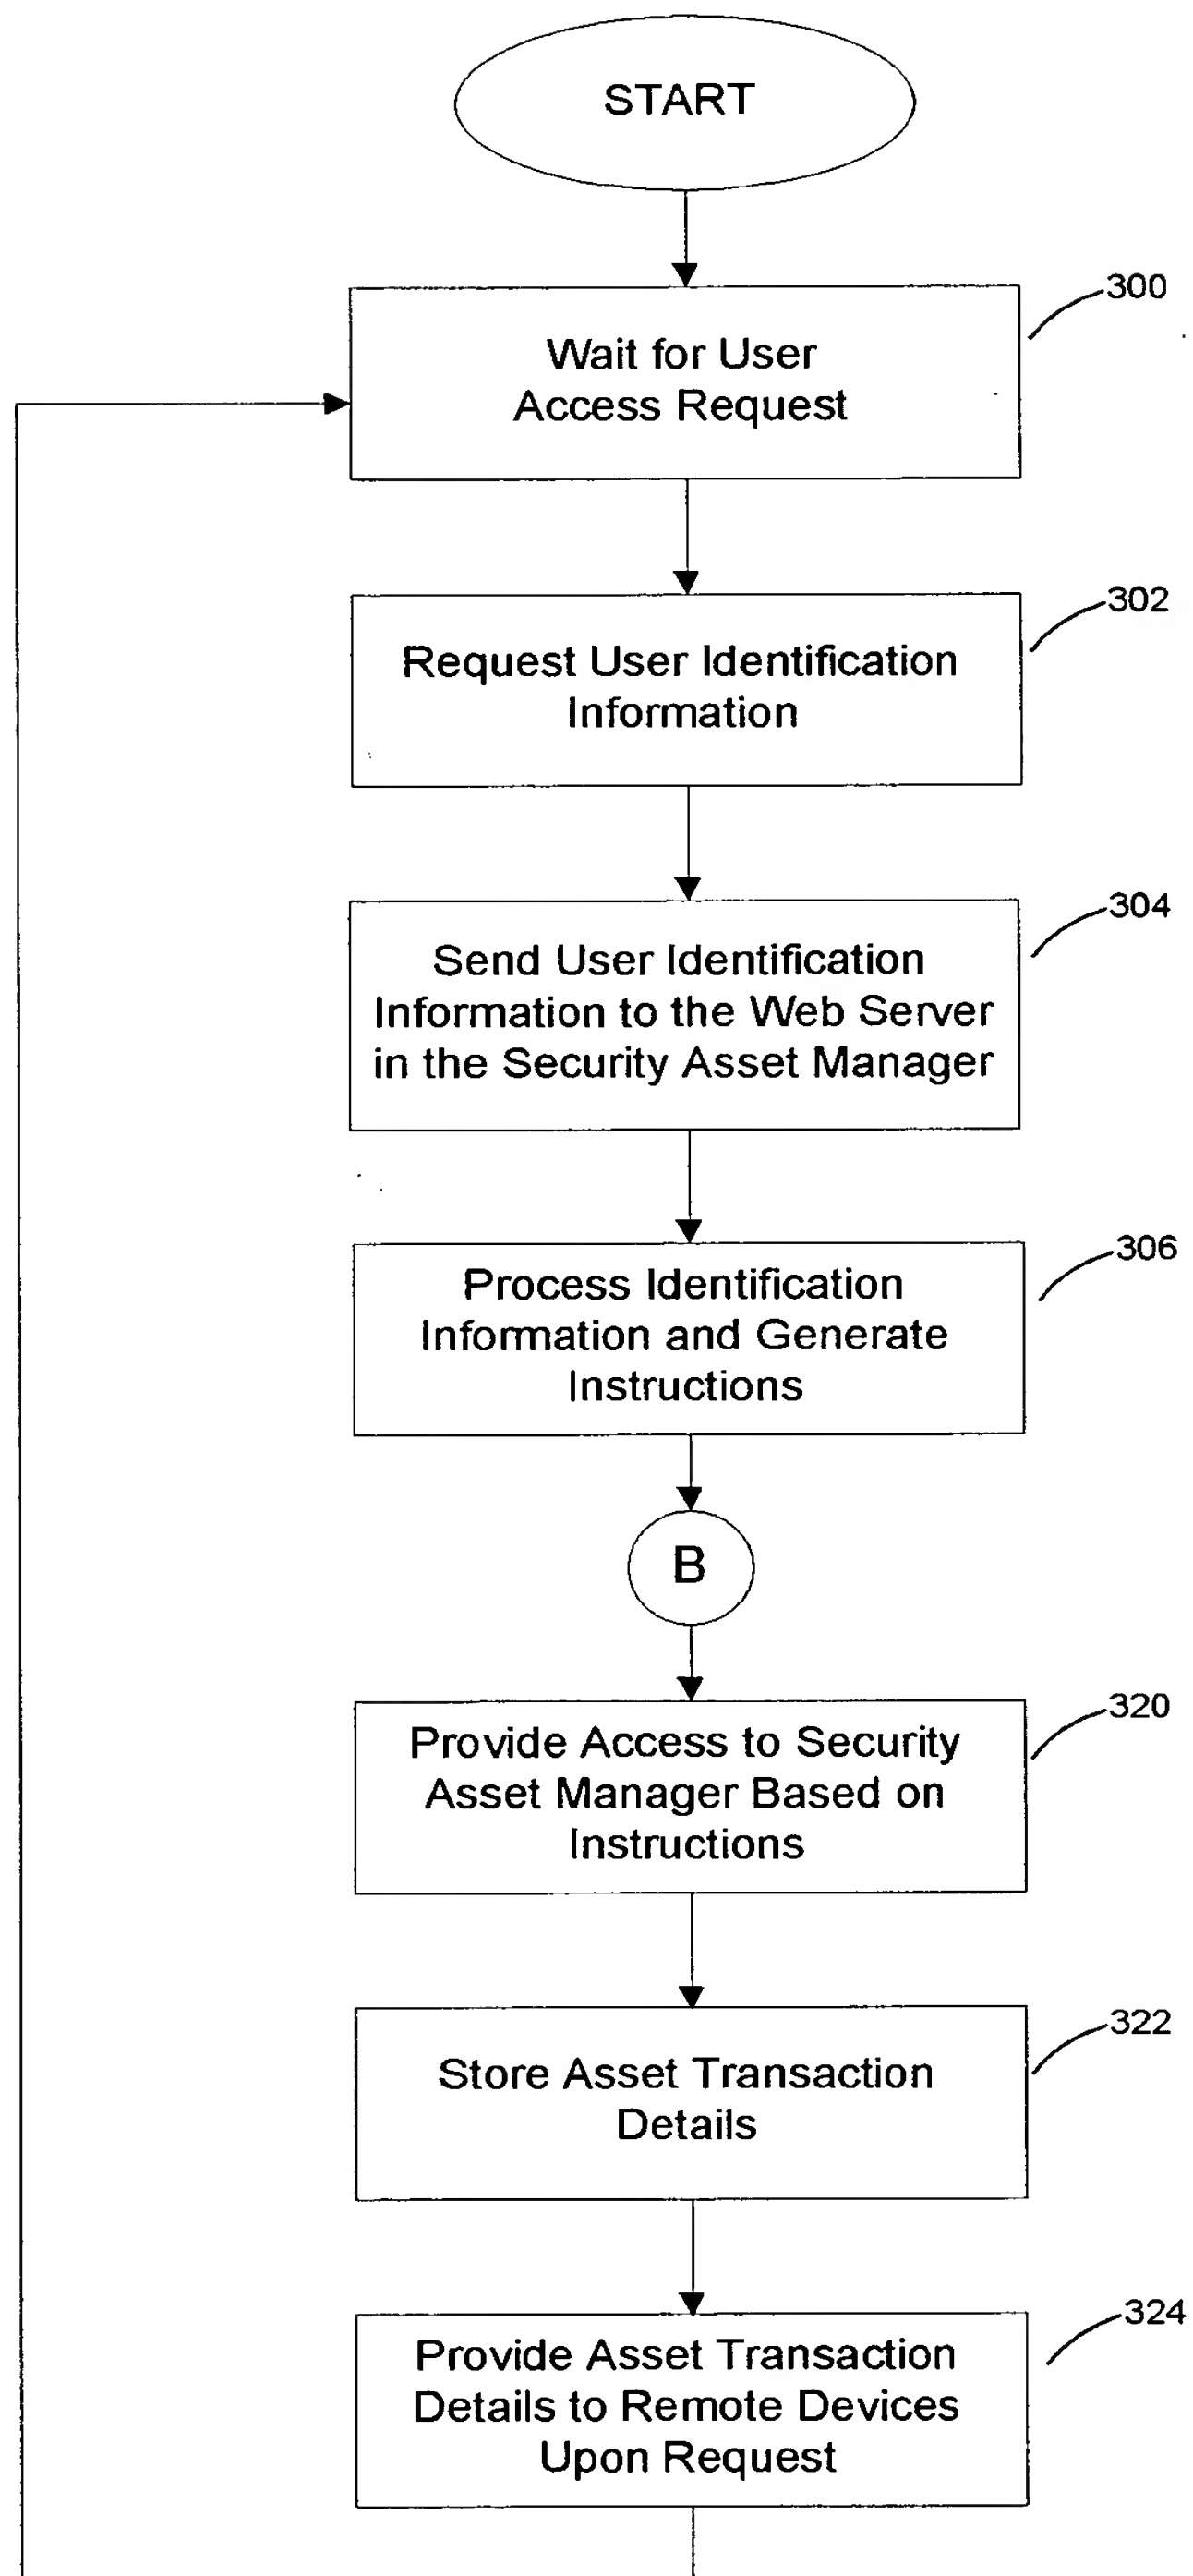 START
300
Wait for User
Access Request
302
Request User Identification
Information
304
Send User Identification
Information to the Web Server
in the Security Asset Manager
306
Process Identification
Information and Generate
Instructions
B
320
Provide Access to Security
Asset Manager Based on
Instructions
322
Store Asset Transaction
Details
324
Provide Asset Transaction
Details to Remote Devices
Upon Request